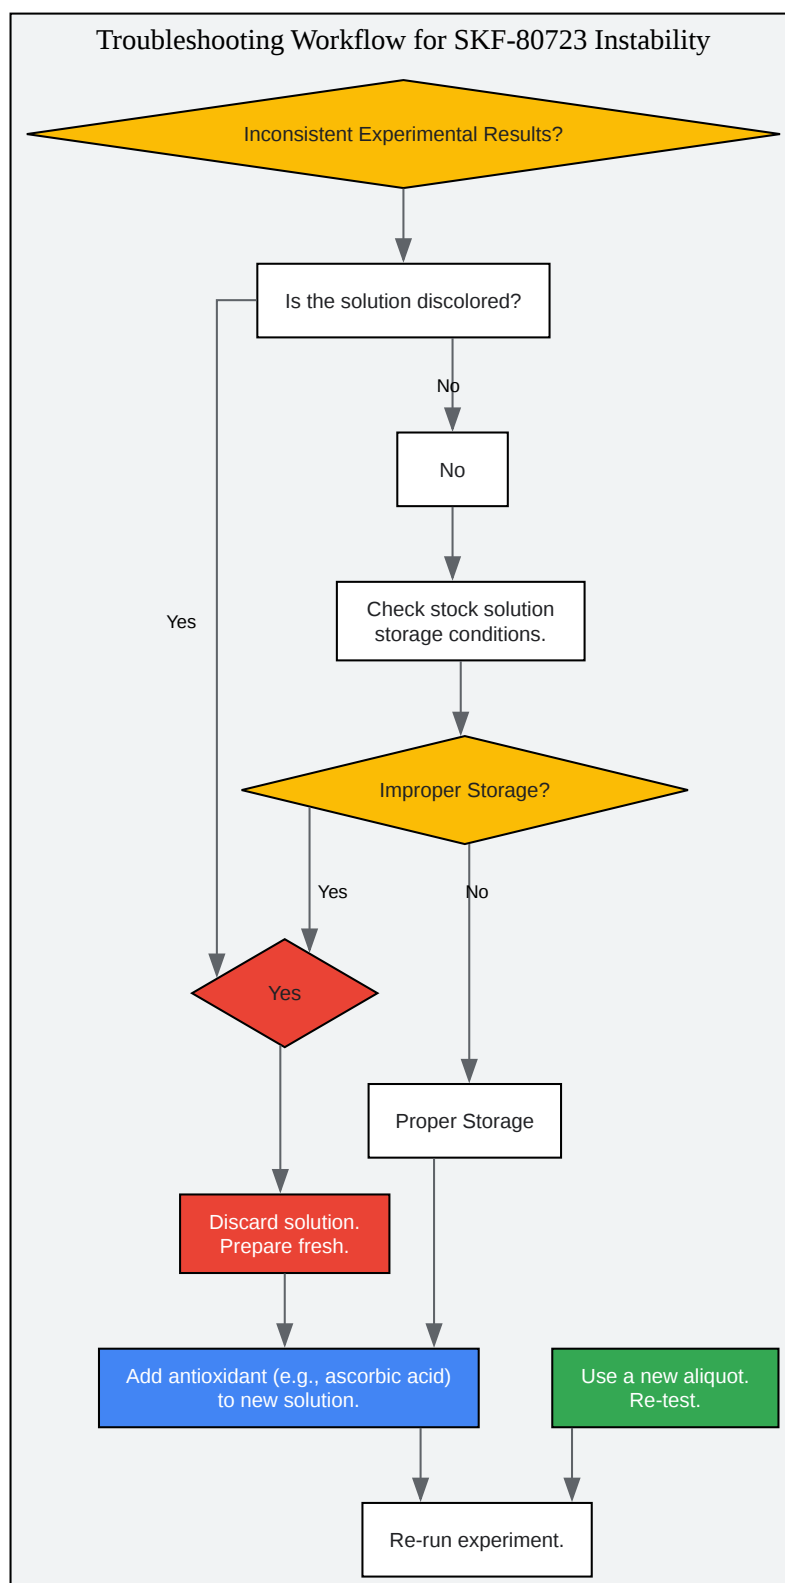 Troubleshooting Workflow for SKF-80723 Instability
Inconsistent Experimental Results?
Is the solution discolored?
No
No
Check stock solution
storage conditions.
Yes
Improper Storage?
Yes
No
Yes
Proper Storage
Discard solution.
Prepare fresh.
Add antioxidant (e.g., ascorbic acid)
to new solution.
Use a new aliquot.
Re-test.
Re-run experiment.